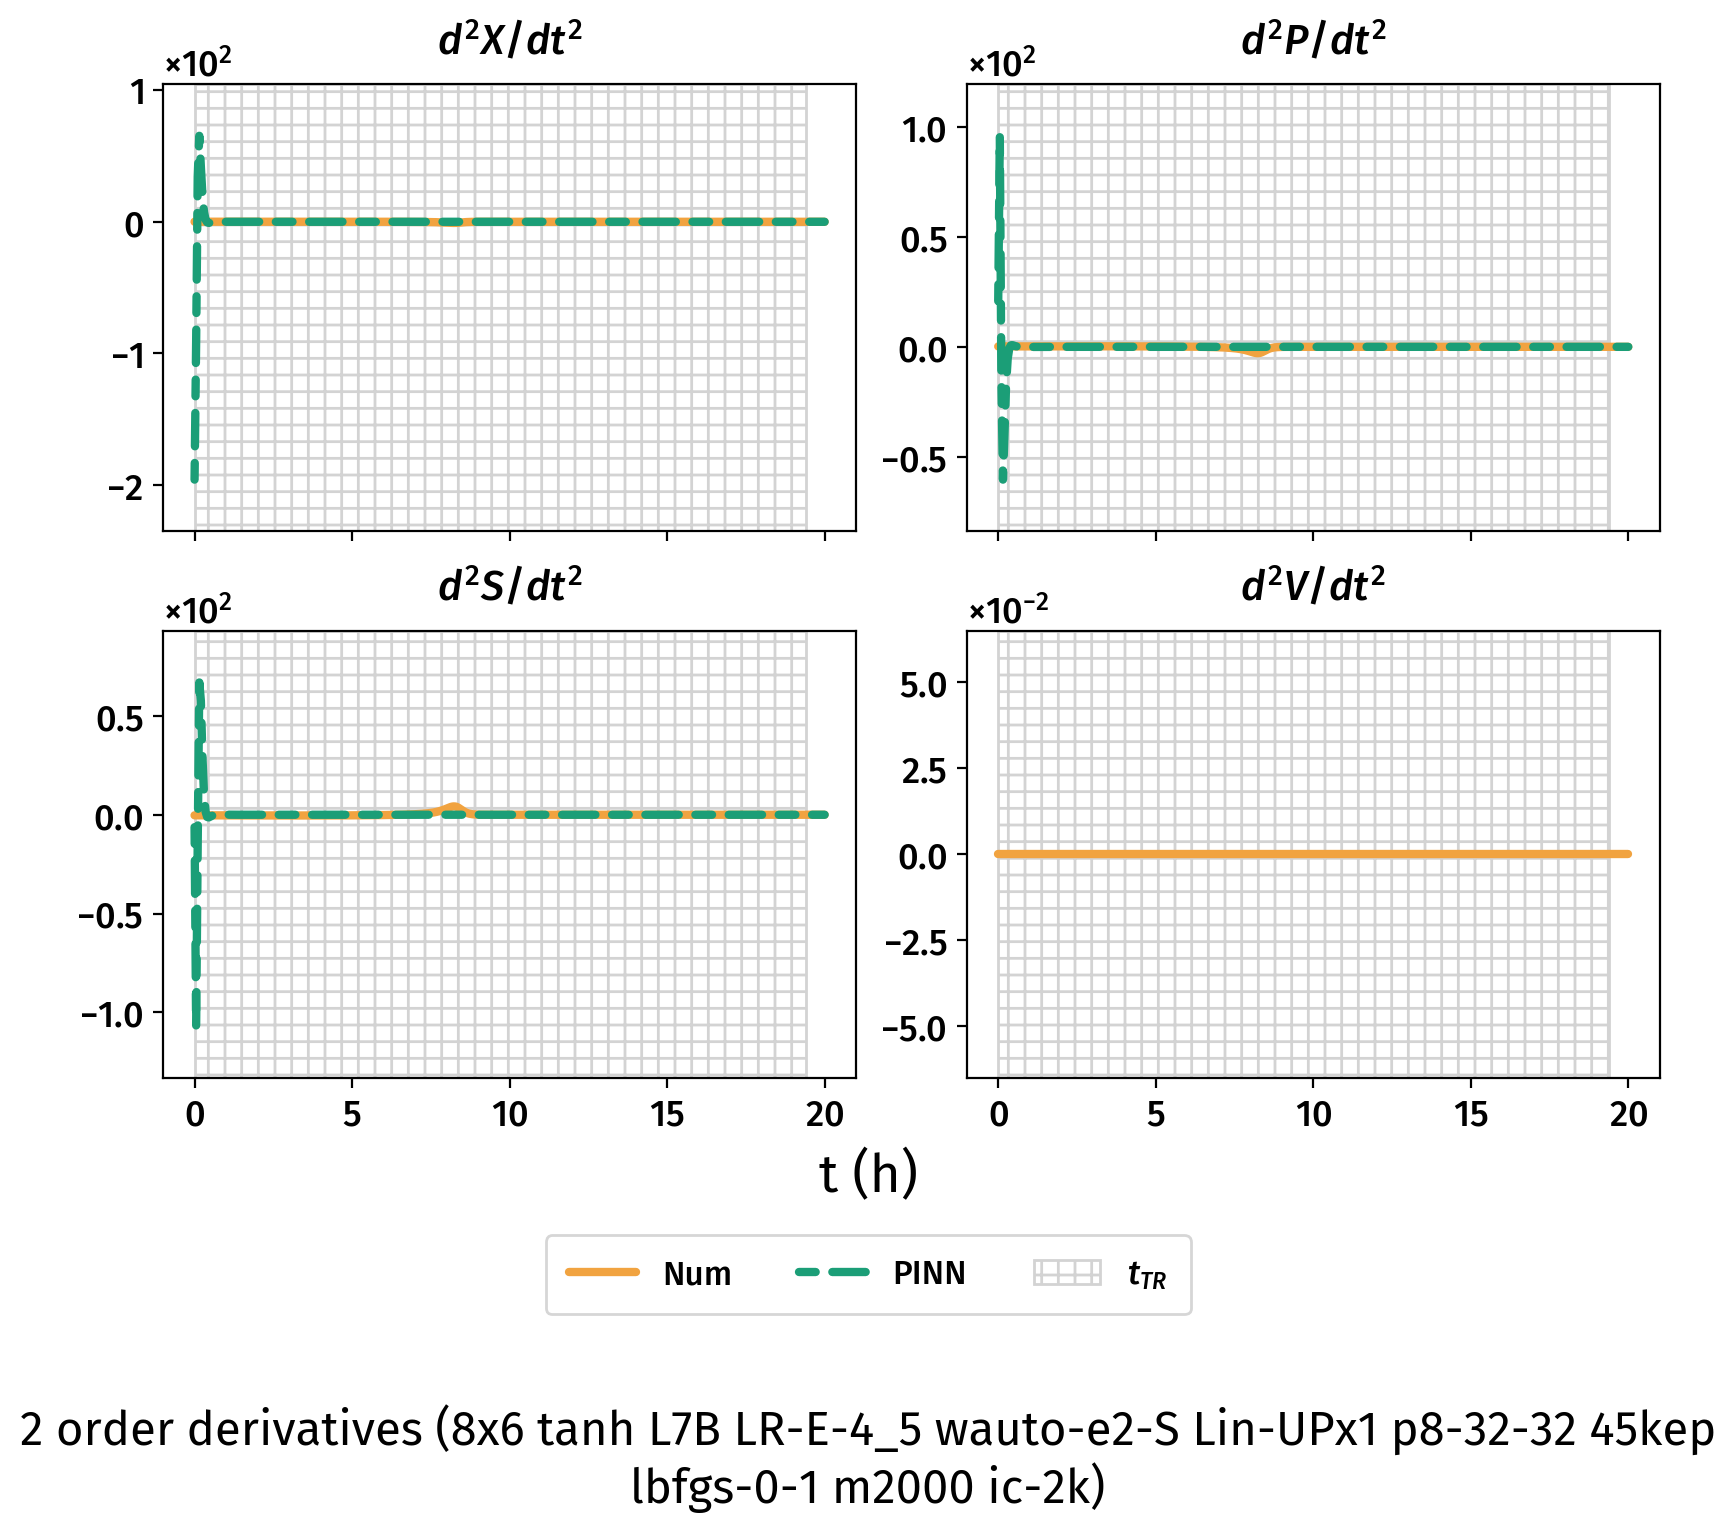 d²X/dt²
×10²
1
0
−1
−2
d²P/dt²
×10²
1.0
0.5
0.0
−0.5
d²S/dt²
×10²
0.5
0.0
−0.5
−1.0
0 5 10 15 20
d²V/dt²
×10⁻²
5.0
2.5
0.0
−2.5
−5.0
0 5 10 15 20
t (h)
Num PINN t_TR
2 order derivatives (8x6 tanh L7B LR-E-4_5 wauto-e2-S Lin-UPx1 p8-32-32 45kep
lbfgs-0-1 m2000 ic-2k)